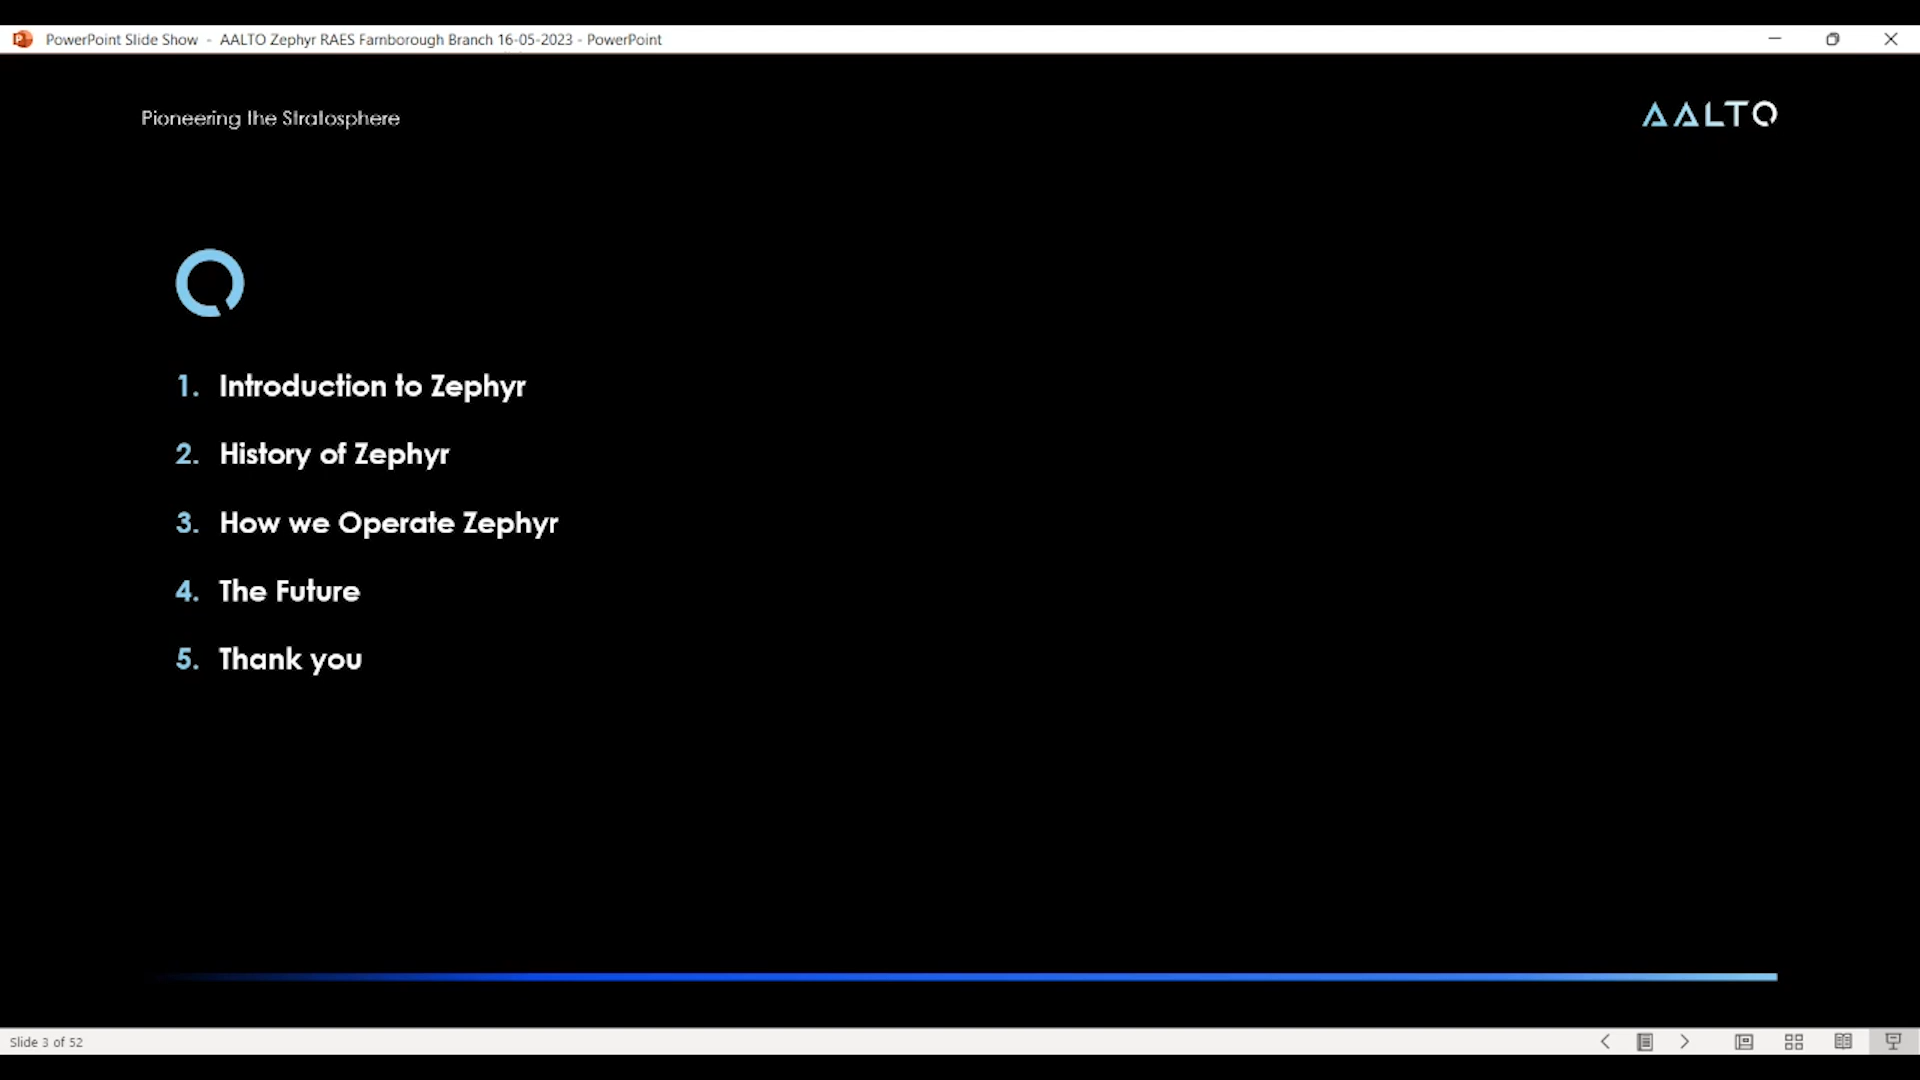 PowerPoint Slide Show - AALTO Zephyr RAES Farnborough Branch 16-05-2023 - PowerPoint
Pioneering the Stratosphere
AALTO
1. Introduction to Zephyr
2. History of Zephyr
3. How we Operate Zephyr
4. The Future
5. Thank you
Slide 3 of 52